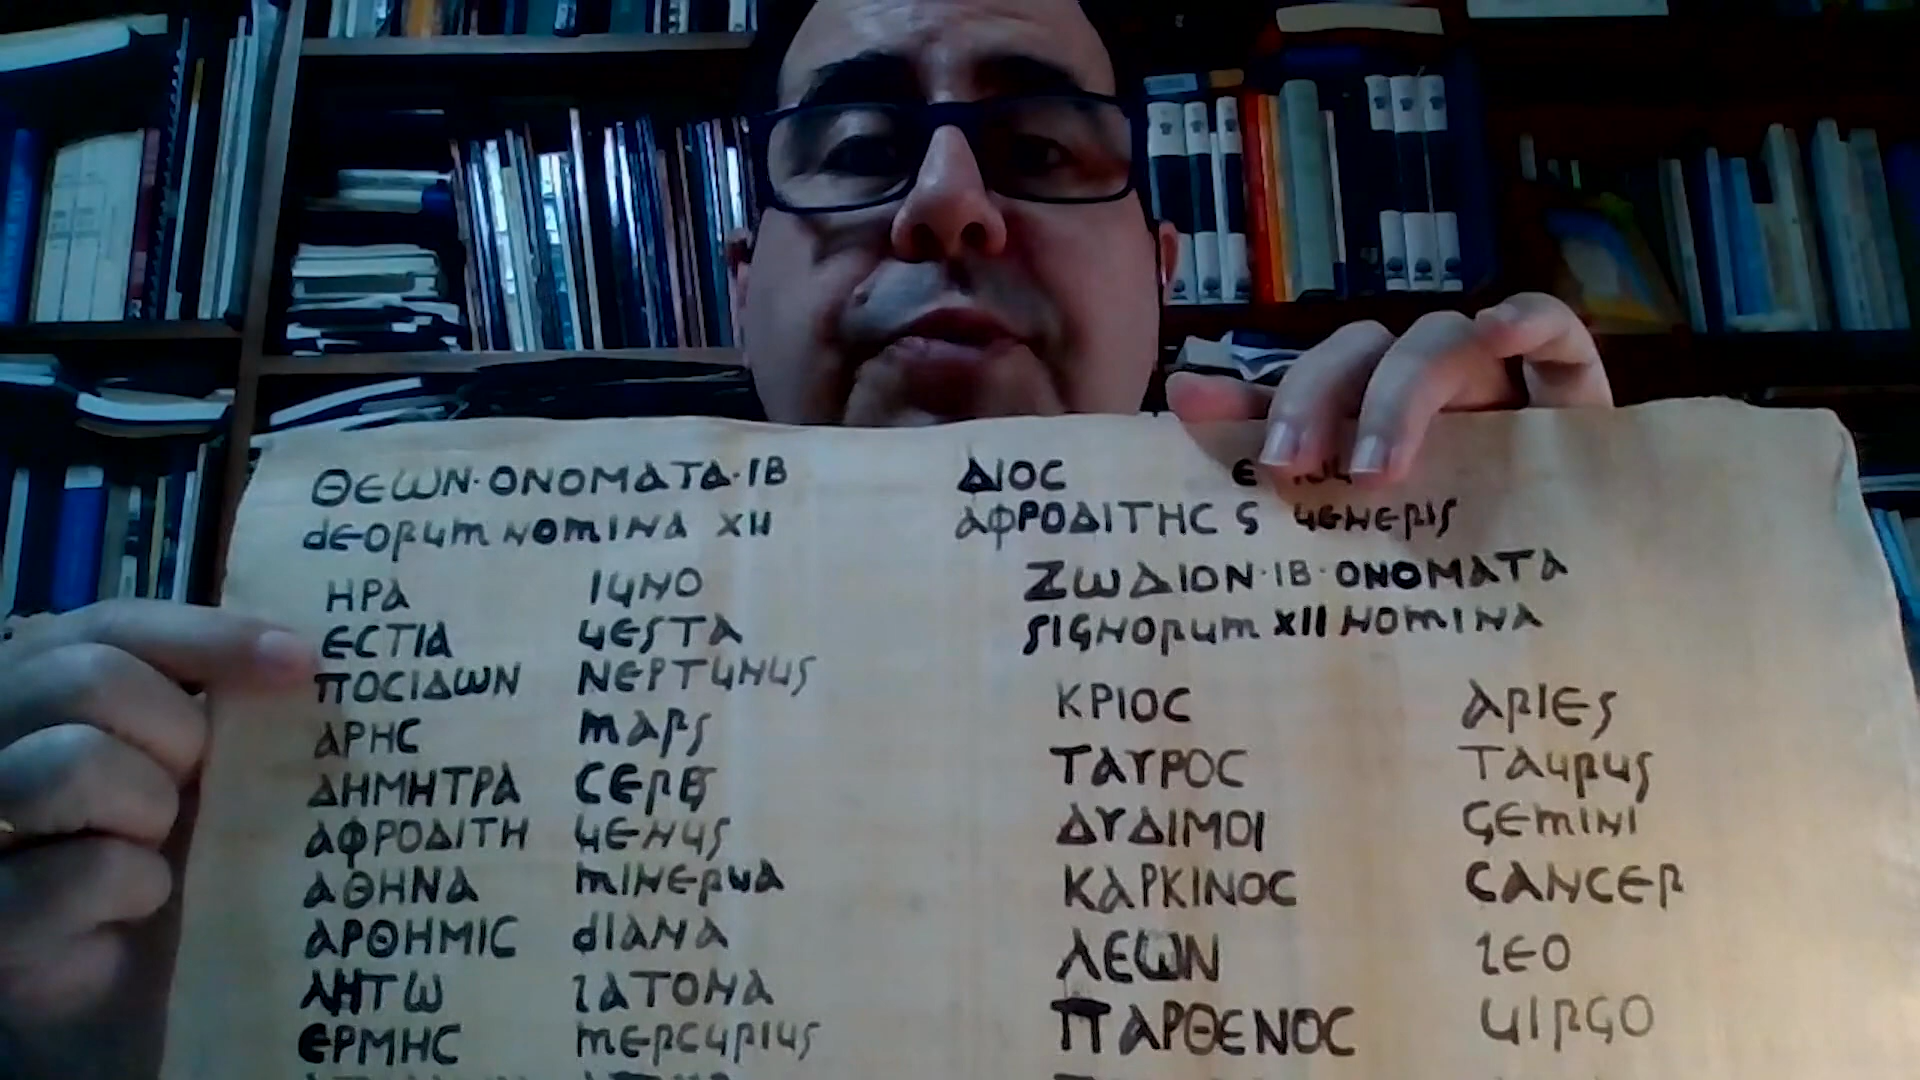 ΘΕΩΝ·ΟΝΟΜΑΤΑ·ΙΒ
deorum nomina XII
ΗΡΑ iuno
ΕCΤΙΑ uesta
ΠΟCΙΔΩΝ neptunus
ΑΡΗC mars
ΔΗΜΗΤΡΑ ceres
ΑΦΡΟΔΙΤΗ uenus
ΑΘΗΝΑ minerua
ΑΡΘΗΜΙC diana
ΛΗΤΩ latona
ΕΡΜΗC mercurius
ΔΙΟC
ΑΦΡΟΔΙΤΗC S ueneris
ΖΩΔΙΟΝ·ΙΒ·ΟΝΟΜΑΤΑ
signorum XII nomina
ΚΡΙΟC aries
ΤΑΥΡΟC taurus
ΔΥΔΙΜΟΙ gemini
ΚΑΡΚΙΝΟC cancer
ΛΕΩΝ leo
ΠΑΡΘΕΝΟC uirgo